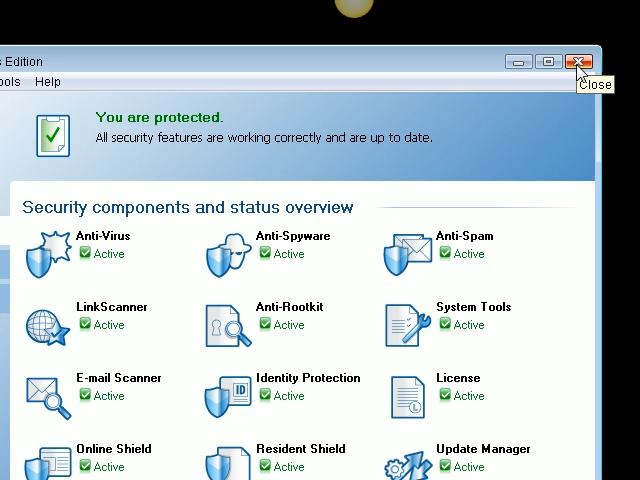 s Edition
ools Help
Close
You are protected.
All security features are working correctly and are up to date.
Security components and status overview
Anti-Virus Anti-Spyware Anti-Spam
Active Active Active
LinkScanner Anti-Rootkit System Tools
Active Active Active
E-mail Scanner Identity Protection License
ID
Active Active Active
Online Shield Resident Shield Update Manager
Active Active Active